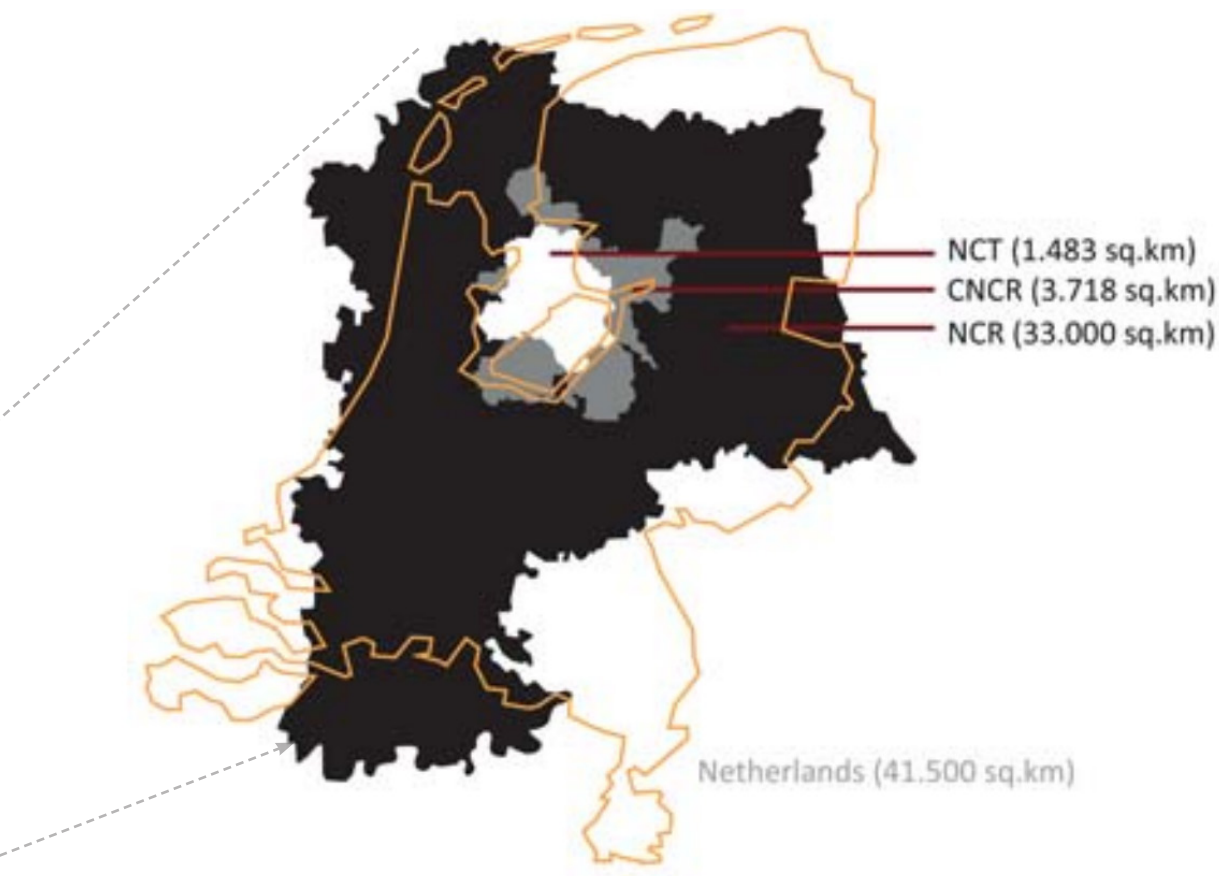 NCT (1.483 sq.km)
CNCR (3.718 sq.km)
NCR (33.000 sq.km)
Netherlands (41.500 sq.km)